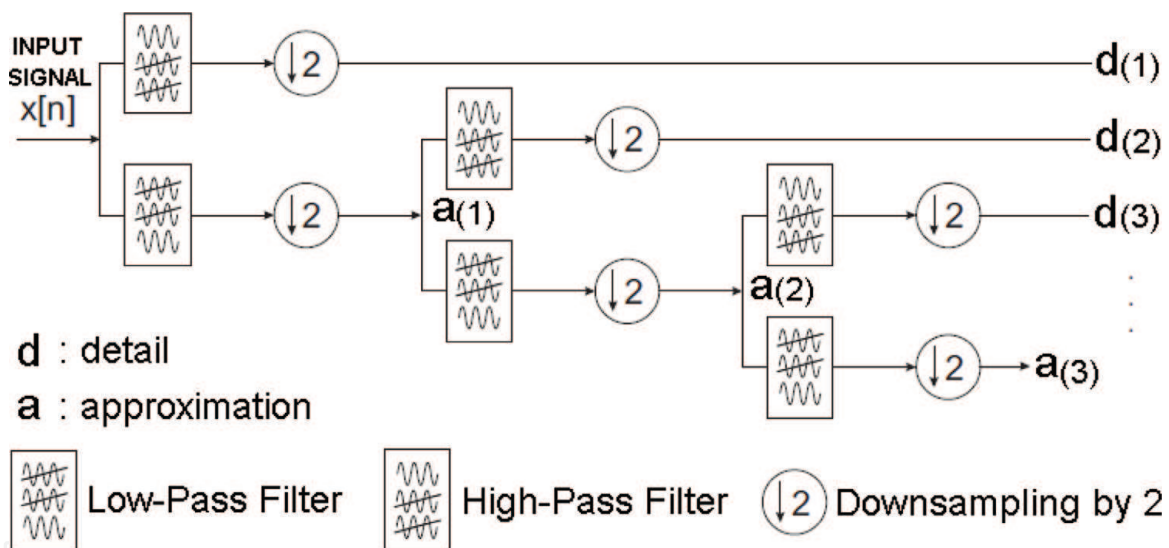 INPUT
SIGNAL
x[n]
↓2
d(1)
↓2
d(2)
↓2
a(1)
↓2
d(3)
↓2
a(2)
↓2
a(3)
d : detail
a : approximation
Low-Pass Filter
High-Pass Filter
↓2 Downsampling by 2